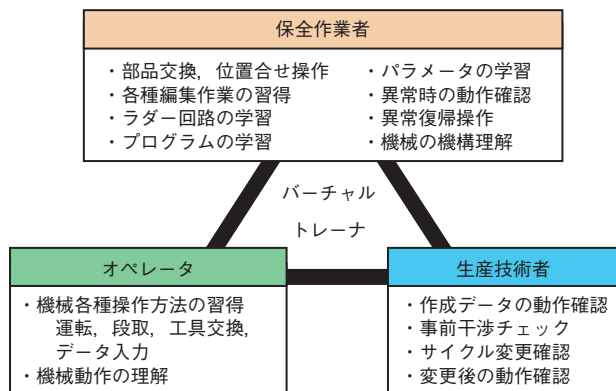 保全作業者
・部品交換，位置合せ操作
・各種編集作業の習得
・ラダー回路の学習
・プログラムの学習
・パラメータの学習
・異常時の動作確認
・異常復帰操作
・機械の機構理解
バーチャル
トレーナ
オペレータ
・機械各種操作方法の習得
運転，段取，工具交換，
データ入力
・機械動作の理解
生産技術者
・作成データの動作確認
・事前干渉チェック
・サイクル変更確認
・変更後の動作確認